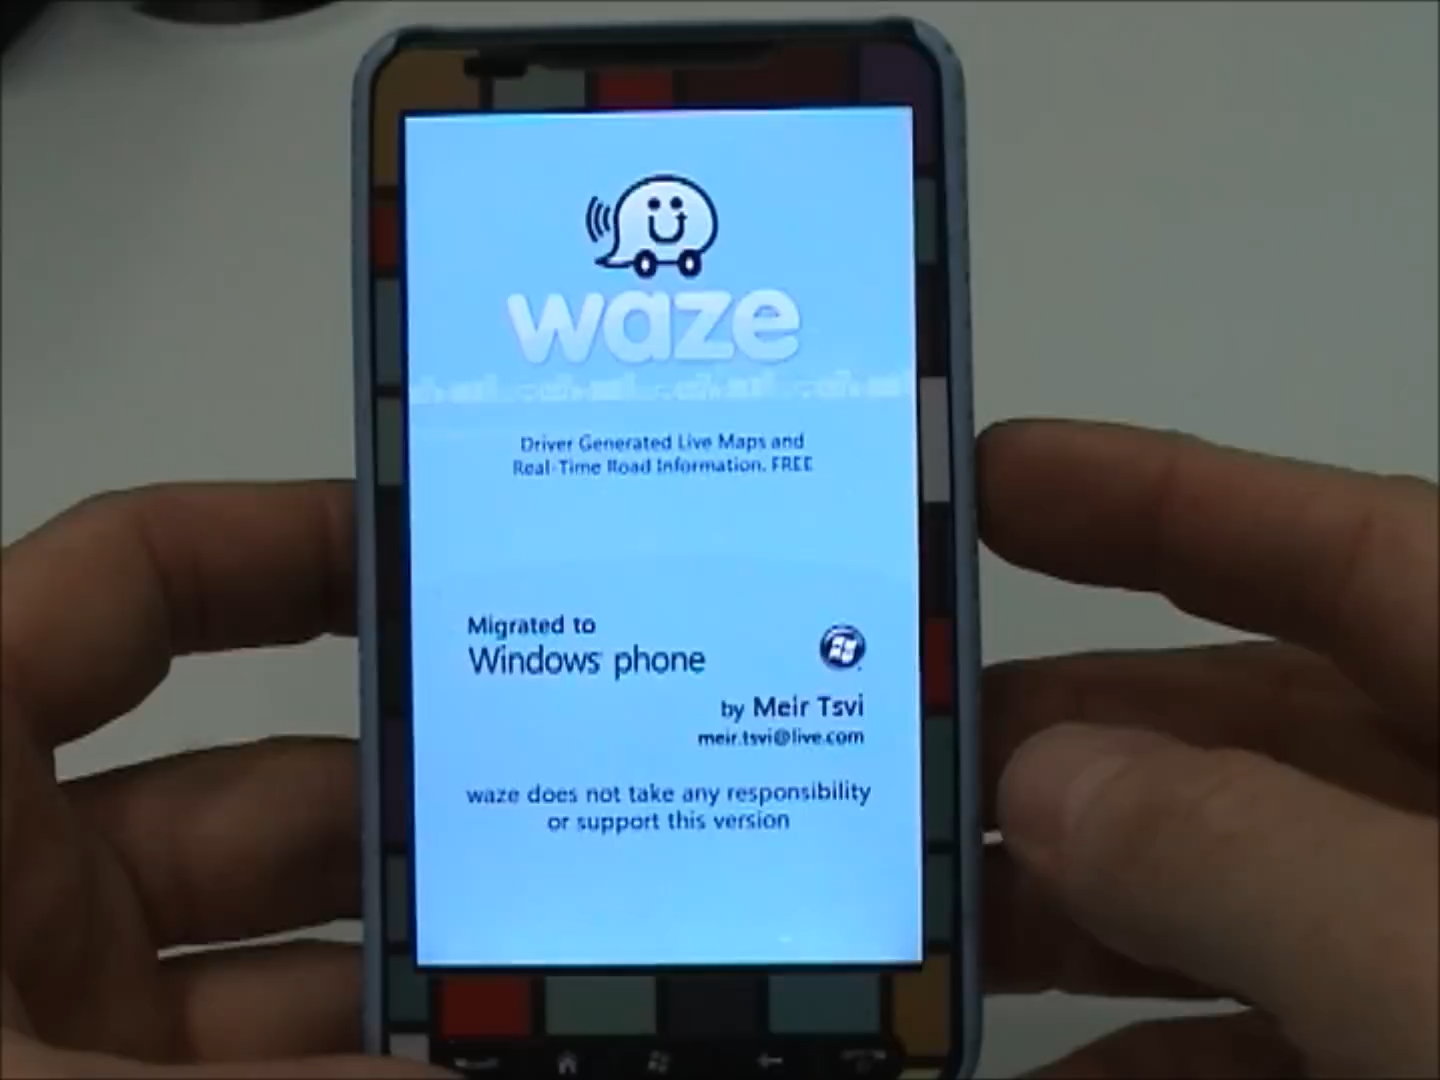 waze
Driver Generated Live Maps and
Real-Time Road Information. FREE
Migrated to
Windows phone
by Meir Tsvi
meir.tsvi@live.com
waze does not take any responsibility
or support this version